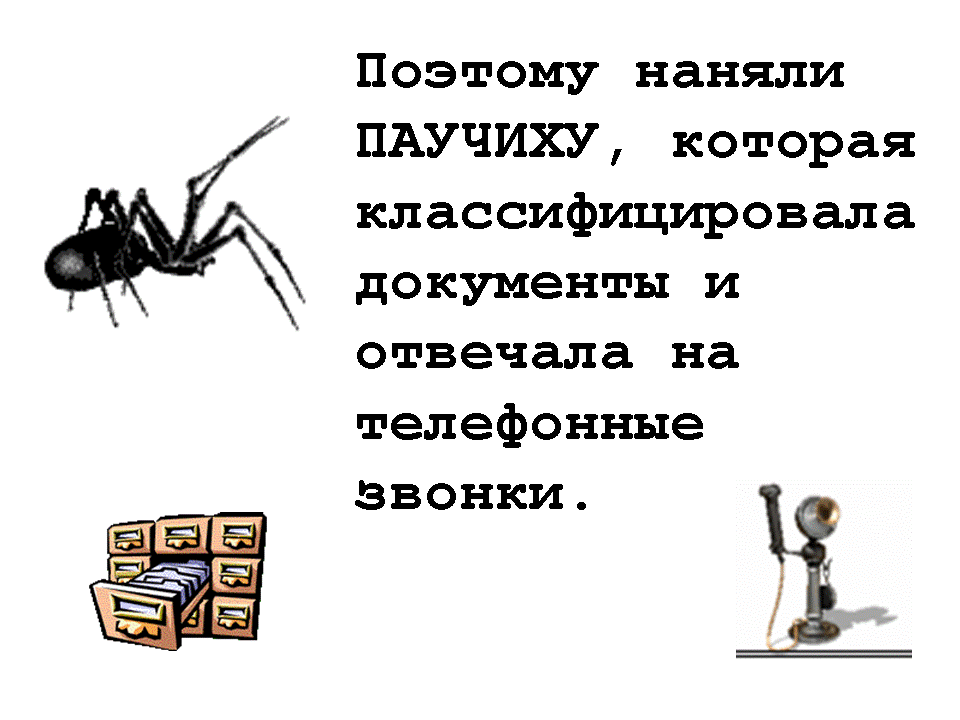 Поэтому наняли
ПАУЧИХУ, которая
классифицировала
документы и
отвечала на
телефонные
звонки.